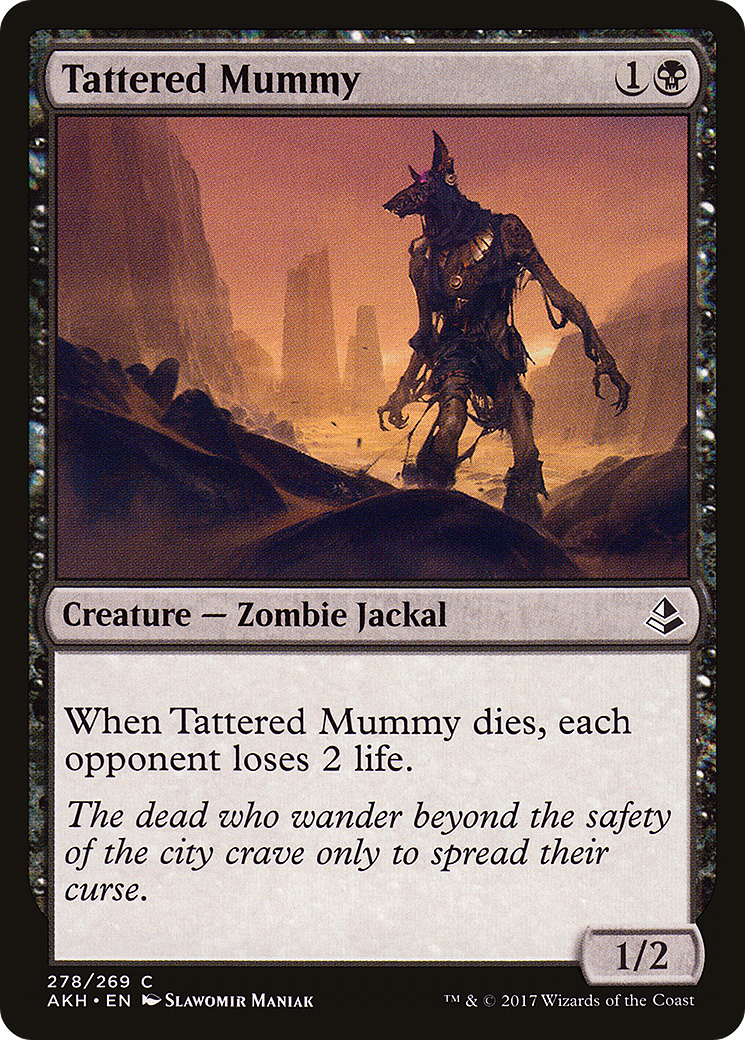 Tattered Mummy 1
Creature — Zombie Jackal
When Tattered Mummy dies, each
opponent loses 2 life.
The dead who wander beyond the safety
of the city crave only to spread their
curse.
1/2
278/269 C
AKH • EN Slawomir Maniak
™ & © 2017 Wizards of the Coast